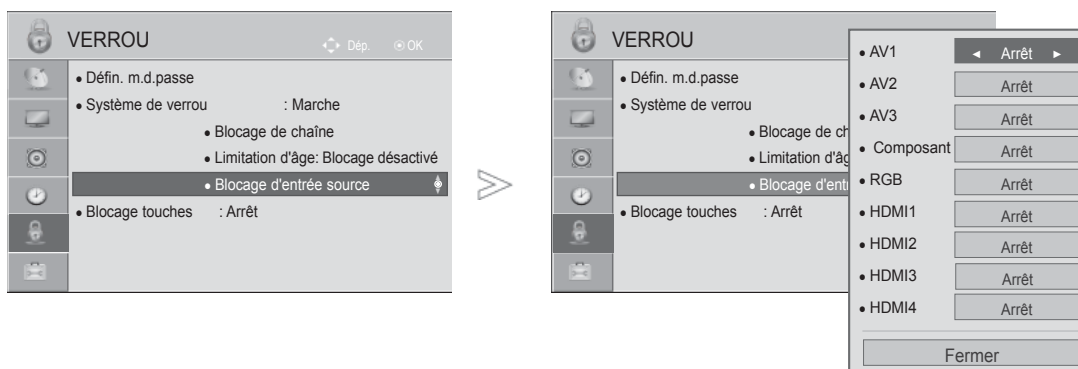 VERROU
Dép. OK
• Défin. m.d.passe
• Système de verrou : Marche
• Blocage de chaîne
• Limitation d'âge: Blocage désactivé
• Blocage d'entrée source
• Blocage touches : Arrêt
VERROU
• Défin. m.d.passe
• Système de verrou
• Blocage de ch
• Limitation d'âg
• Blocage d'ent
• Blocage touches : Arrêt
• AV1 ◄ Arrêt ►
• AV2 Arrêt
• AV3 Arrêt
• Composant Arrêt
• RGB Arrêt
• HDMI1 Arrêt
• HDMI2 Arrêt
• HDMI3 Arrêt
• HDMI4 Arrêt
Fermer